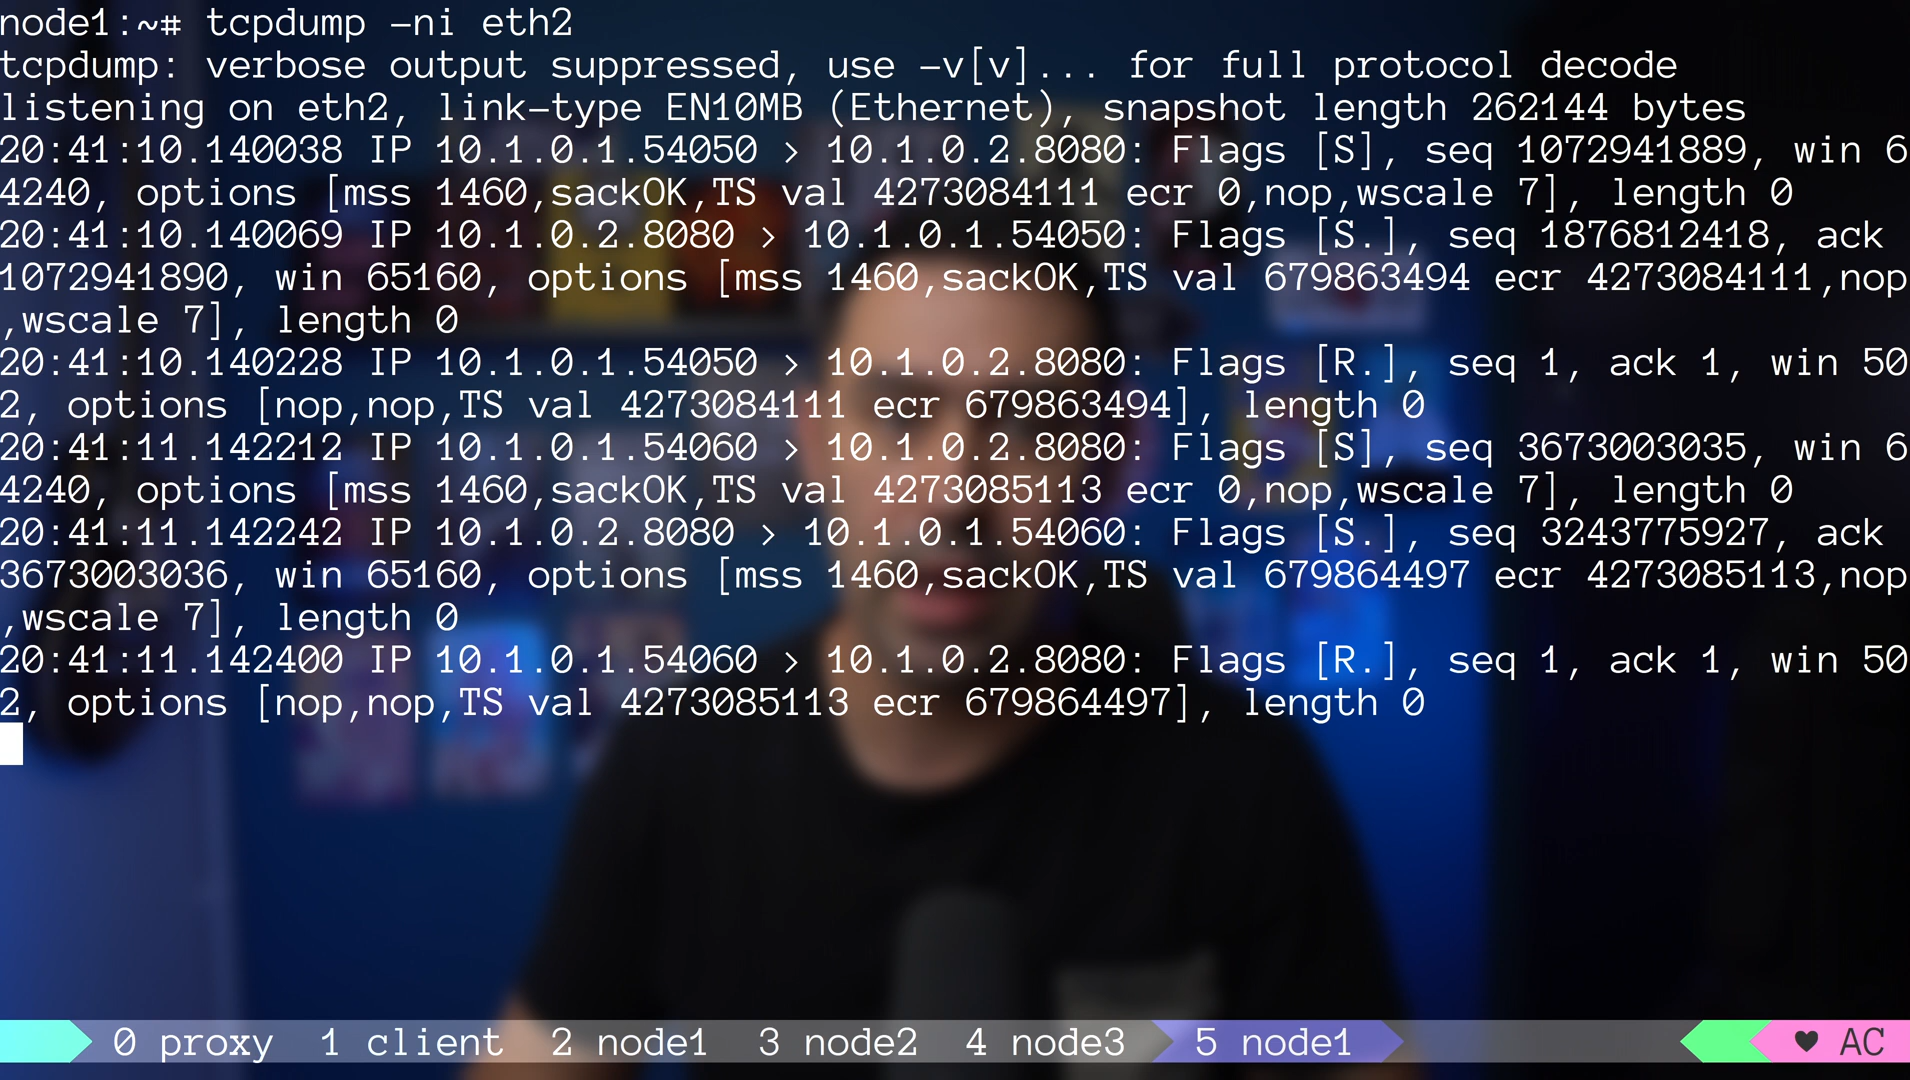 node1:~# tcpdump -ni eth2
tcpdump: verbose output suppressed, use -v[v]... for full protocol decode
listening on eth2, link-type EN10MB (Ethernet), snapshot length 262144 bytes
20:41:10.140038 IP 10.1.0.1.54050 > 10.1.0.2.8080: Flags [S], seq 1072941889, win 6
4240, options [mss 1460,sackOK,TS val 4273084111 ecr 0,nop,wscale 7], length 0
20:41:10.140069 IP 10.1.0.2.8080 > 10.1.0.1.54050: Flags [S.], seq 1876812418, ack
1072941890, win 65160, options [mss 1460,sackOK,TS val 679863494 ecr 4273084111,nop
,wscale 7], length 0
20:41:10.140228 IP 10.1.0.1.54050 > 10.1.0.2.8080: Flags [R.], seq 1, ack 1, win 50
2, options [nop,nop,TS val 4273084111 ecr 679863494], length 0
20:41:11.142212 IP 10.1.0.1.54060 > 10.1.0.2.8080: Flags [S], seq 3673003035, win 6
4240, options [mss 1460,sackOK,TS val 4273085113 ecr 0,nop,wscale 7], length 0
20:41:11.142242 IP 10.1.0.2.8080 > 10.1.0.1.54060: Flags [S.], seq 3243775927, ack
3673003036, win 65160, options [mss 1460,sackOK,TS val 679864497 ecr 4273085113,nop
,wscale 7], length 0
20:41:11.142400 IP 10.1.0.1.54060 > 10.1.0.2.8080: Flags [R.], seq 1, ack 1, win 50
2, options [nop,nop,TS val 4273085113 ecr 679864497], length 0
0 proxy 1 client 2 node1 3 node2 4 node3 5 node1 ♥ AC